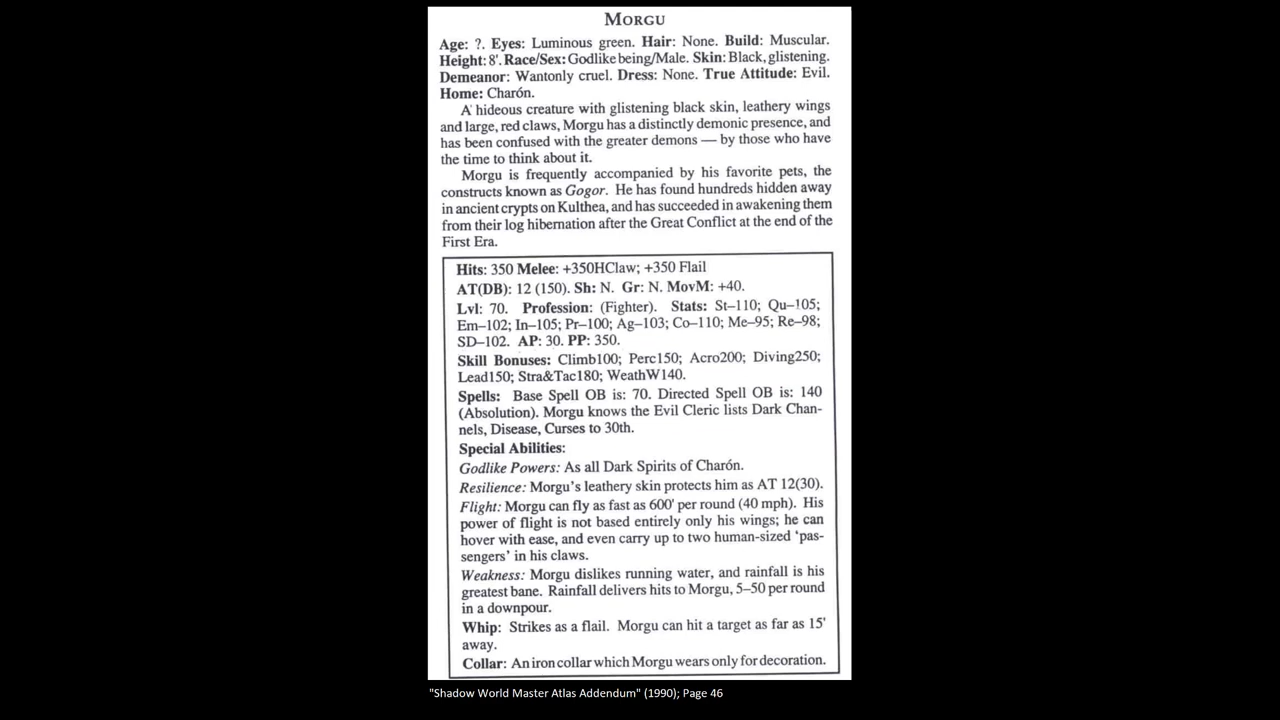 MORGU
Age: ?. Eyes: Luminous green. Hair: None. Build: Muscular.
Height: 8'. Race/Sex: Godlike being/Male. Skin: Black, glistening.
Demeanor: Wantonly cruel. Dress: None. True Attitude: Evil.
Home: Charón.
A hideous creature with glistening black skin, leathery wings
and large, red claws, Morgu has a distinctly demonic presence, and
has been confused with the greater demons — by those who have
the time to think about it.
Morgu is frequently accompanied by his favorite pets, the
constructs known as Gogor. He has found hundreds hidden away
in ancient crypts on Kulthea, and has succeeded in awakening them
from their log hibernation after the Great Conflict at the end of the
First Era.
Hits: 350 Melee: +350HClaw; +350 Flail
AT(DB): 12 (150). Sh: N. Gr: N. MovM: +40.
Lvl: 70. Profession: (Fighter). Stats: St–110; Qu–105;
Em–102; In–105; Pr–100; Ag–103; Co–110; Me–95; Re–98;
SD–102. AP: 30. PP: 350.
Skill Bonuses: Climb100; Perc150; Acro200; Diving250;
Lead150; Stra&Tac180; WeathW140.
Spells: Base Spell OB is: 70. Directed Spell OB is: 140
(Absolution). Morgu knows the Evil Cleric lists Dark Chan-
nels, Disease, Curses to 30th.
Special Abilities:
Godlike Powers: As all Dark Spirits of Charón.
Resilience: Morgu's leathery skin protects him as AT 12(30).
Flight: Morgu can fly as fast as 600' per round (40 mph). His
power of flight is not based entirely only his wings; he can
hover with ease, and even carry up to two human-sized 'pas-
sengers' in his claws.
Weakness: Morgu dislikes running water, and rainfall is his
greatest bane. Rainfall delivers hits to Morgu, 5–50 per round
in a downpour.
Whip: Strikes as a flail. Morgu can hit a target as far as 15'
away.
Collar: An iron collar which Morgu wears only for decoration.
"Shadow World Master Atlas Addendum" (1990); Page 46